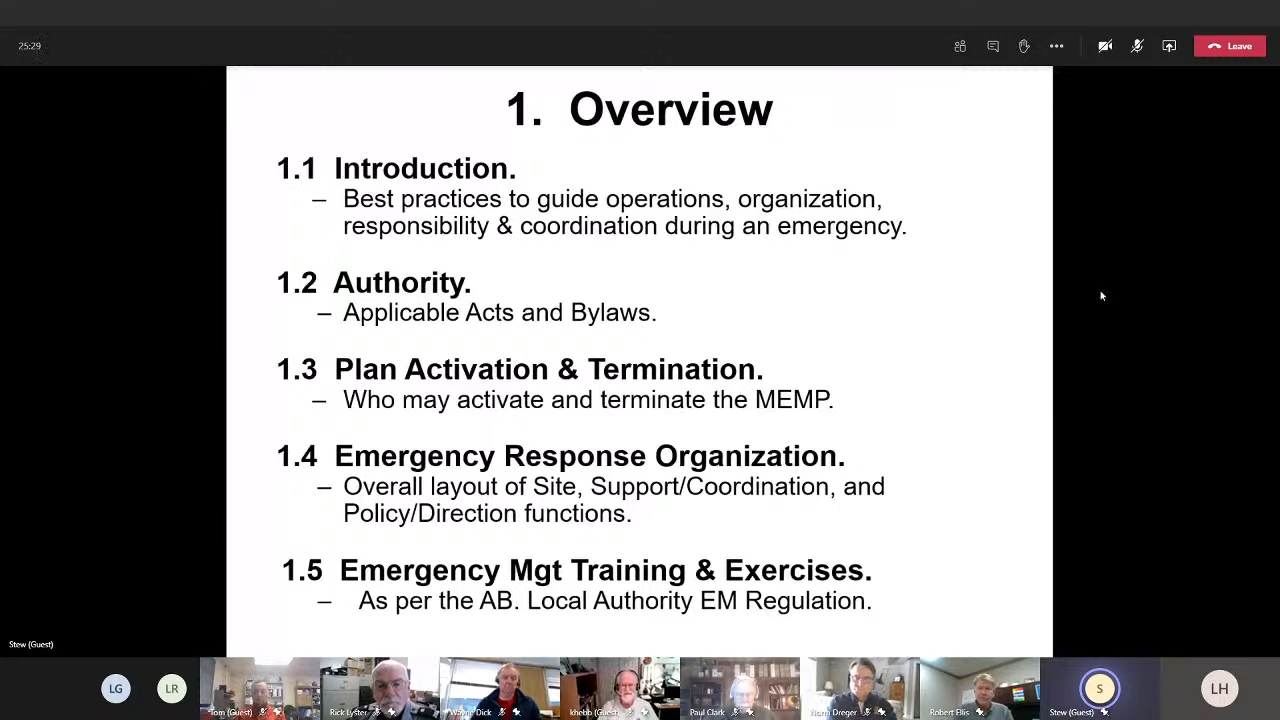 25:29
Leave
1. Overview
1.1 Introduction.
– Best practices to guide operations, organization,
responsibility & coordination during an emergency.
1.2 Authority.
– Applicable Acts and Bylaws.
1.3 Plan Activation & Termination.
– Who may activate and terminate the MEMP.
1.4 Emergency Response Organization.
– Overall layout of Site, Support/Coordination, and
Policy/Direction functions.
1.5 Emergency Mgt Training & Exercises.
– As per the AB. Local Authority EM Regulation.
Stew (Guest)
LG
LR
S
LH
Tom (Guest)
Rick Lyster
Wayne Dick
khebb (Guest)
Paul Clark
Norm Dreger
Robert Ellis
Stew (Guest)